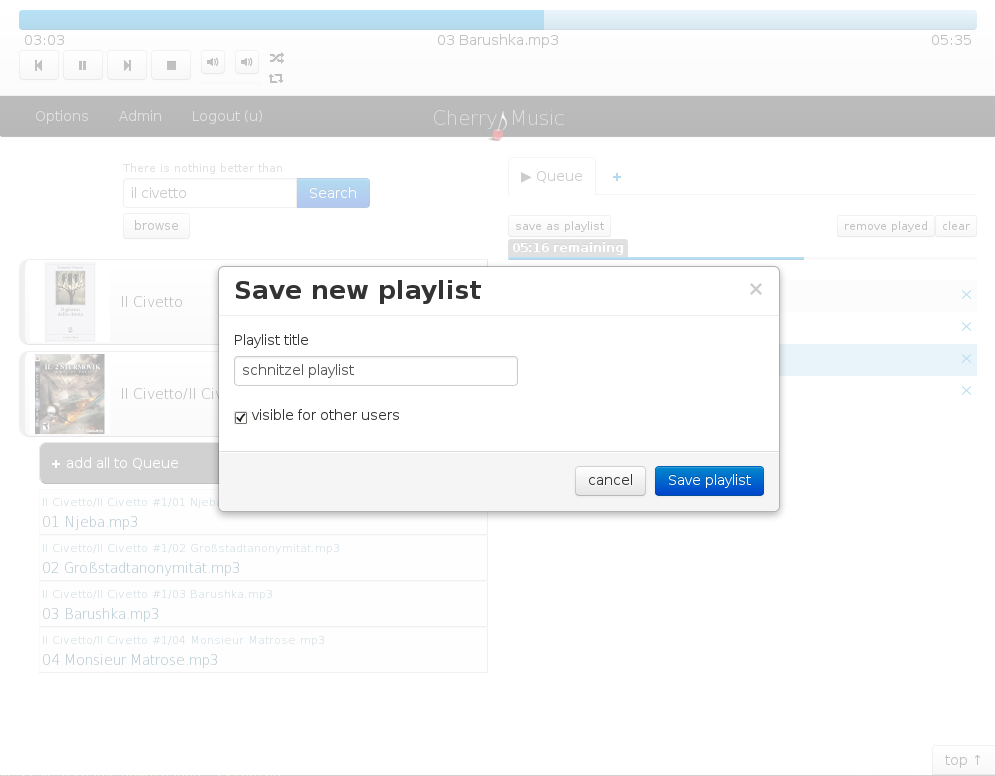 03:03 03 Barushka.mp3 05:35
Options Admin Logout (u) Cherry Music
There is nothing better than
il civetto Search
browse
▶ Queue +
save as playlist remove played clear
05:16 remaining
Il Civetto
Il Civetto/Il Civ
Save new playlist ×
Playlist title
schnitzel playlist
visible for other users
cancel Save playlist
+ add all to Queue
Il Civetto/Il Civetto #1/01 Njeb
01 Njeba.mp3
Il Civetto/Il Civetto #1/02 Großstadtanonymität.mp3
02 Großstadtanonymität.mp3
Il Civetto/Il Civetto #1/03 Barushka.mp3
03 Barushka.mp3
Il Civetto/Il Civetto #1/04 Monsieur Matrose.mp3
04 Monsieur Matrose.mp3
top ↑